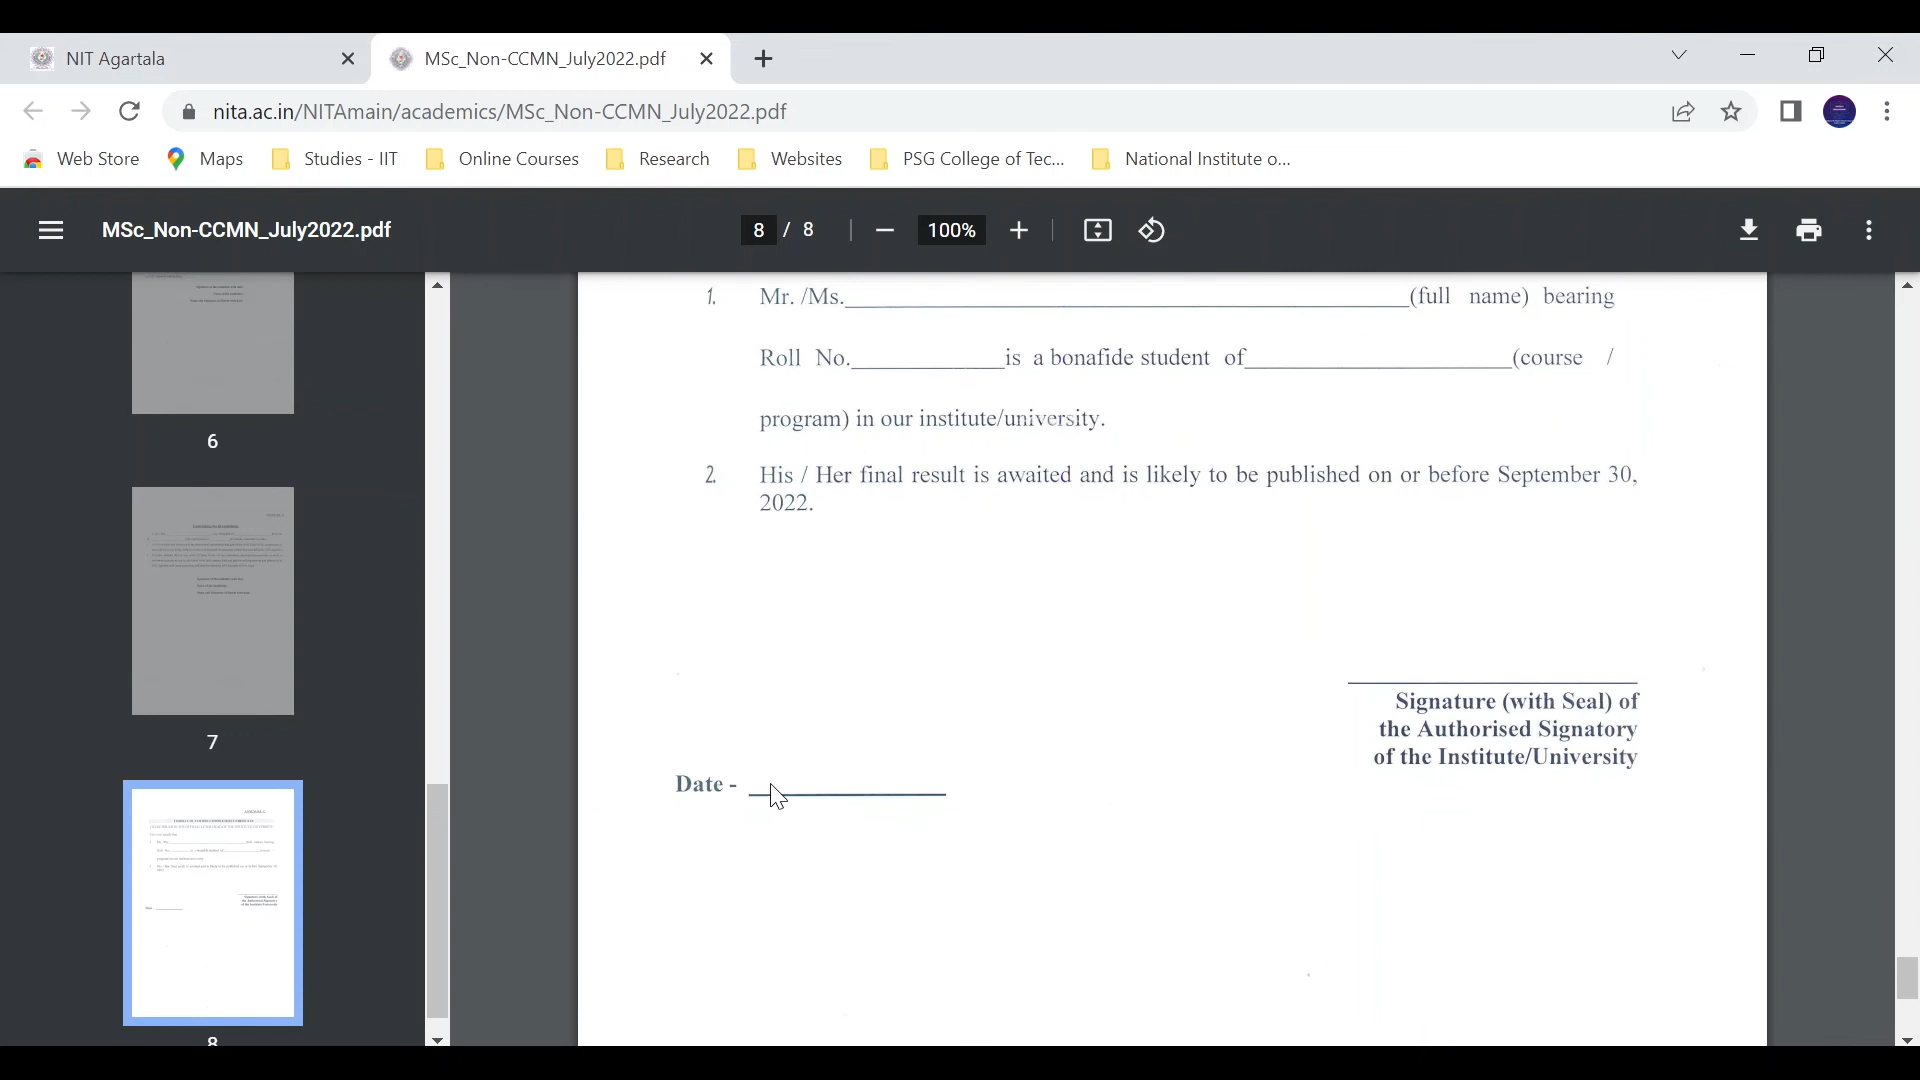 NIT Agartala
MSc_Non-CCMN_July2022.pdf
nita.ac.in/NITAmain/academics/MSc_Non-CCMN_July2022.pdf
Web Store Maps Studies - IIT Online Courses Research Websites PSG College of Tec... National Institute o...
MSc_Non-CCMN_July2022.pdf 8 / 8 100%
6
7
8
1. Mr. /Ms.______(full name) bearing
Roll No.______is a bonafide student of______(course /
program) in our institute/university.
2. His / Her final result is awaited and is likely to be published on or before September 30,
2022.
Signature (with Seal) of
the Authorised Signatory
of the Institute/University
Date - ______